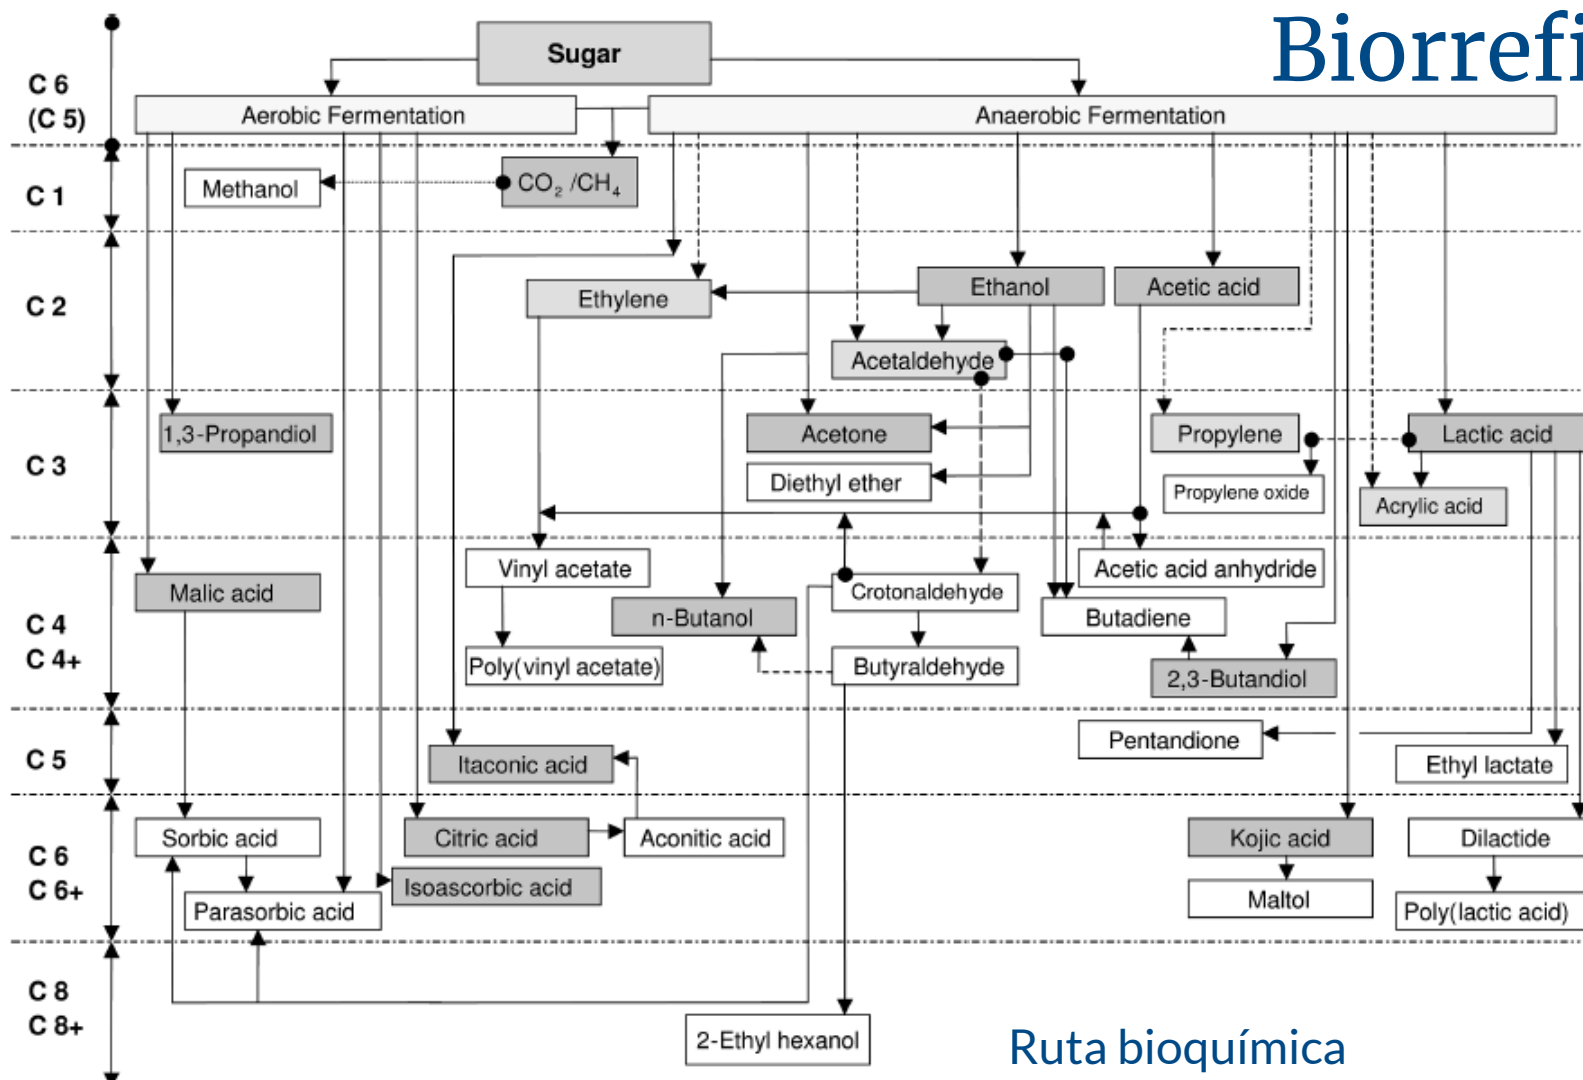 Biorrefi
Sugar
C 6
(C 5)
Aerobic Fermentation
Anaerobic Fermentation
C 1
Methanol
CO₂ /CH₄
C 2
Ethylene
Ethanol
Acetic acid
Acetaldehyde
C 3
1,3-Propandiol
Acetone
Propylene
Lactic acid
Diethyl ether
Propylene oxide
Acrylic acid
C 4
C 4+
Vinyl acetate
Acetic acid anhydride
Malic acid
Crotonaldehyde
n-Butanol
Butadiene
Poly(vinyl acetate)
Butyraldehyde
2,3-Butandiol
C 5
Pentandione
Itaconic acid
Ethyl lactate
C 6
C 6+
Sorbic acid
Citric acid
Aconitic acid
Kojic acid
Dilactide
Isoascorbic acid
Maltol
Parasorbic acid
Poly(lactic acid)
C 8
C 8+
2-Ethyl hexanol
Ruta bioquímica